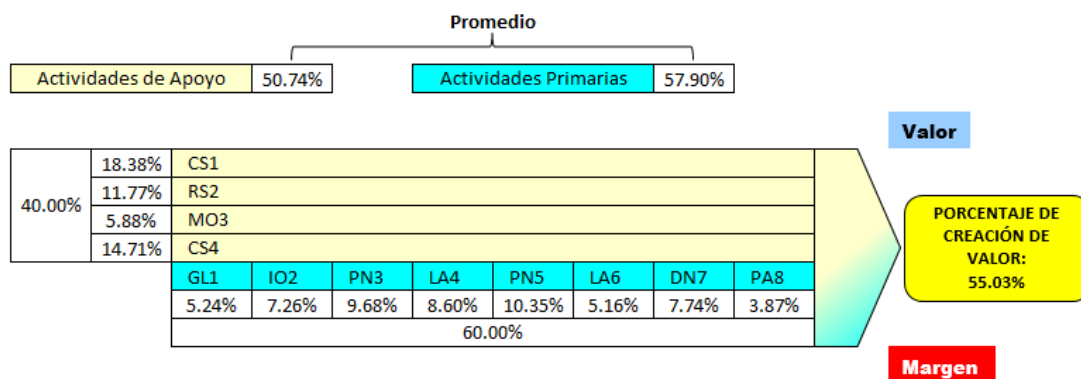 Promedio
Actividades de Apoyo 50.74% Actividades Primarias 57.90%
Valor
40.00%
18.38% CS1
11.77% RS2
5.88% MO3
14.71% CS4
GL1 IO2 PN3 LA4 PN5 LA6 DN7 PA8
5.24% 7.26% 9.68% 8.60% 10.35% 5.16% 7.74% 3.87%
60.00%
PORCENTAJE DE
CREACIÓN DE
VALOR:
55.03%
Margen